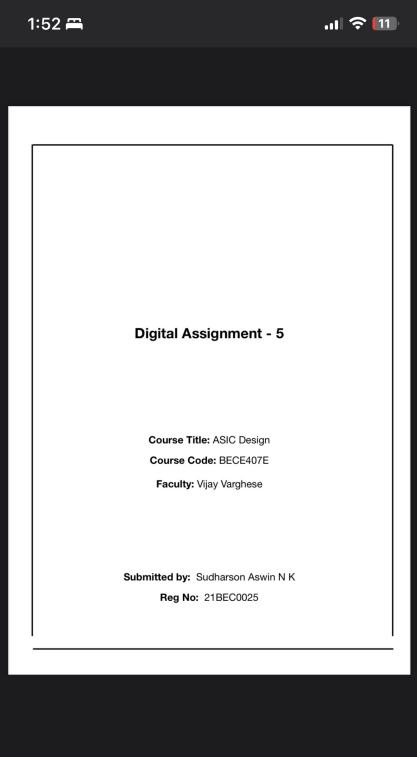 1:52
11
Digital Assignment - 5
Course Title: ASIC Design
Course Code: BECE407E
Faculty: Vijay Varghese
Submitted by: Sudharson Aswin N K
Reg No: 21BEC0025